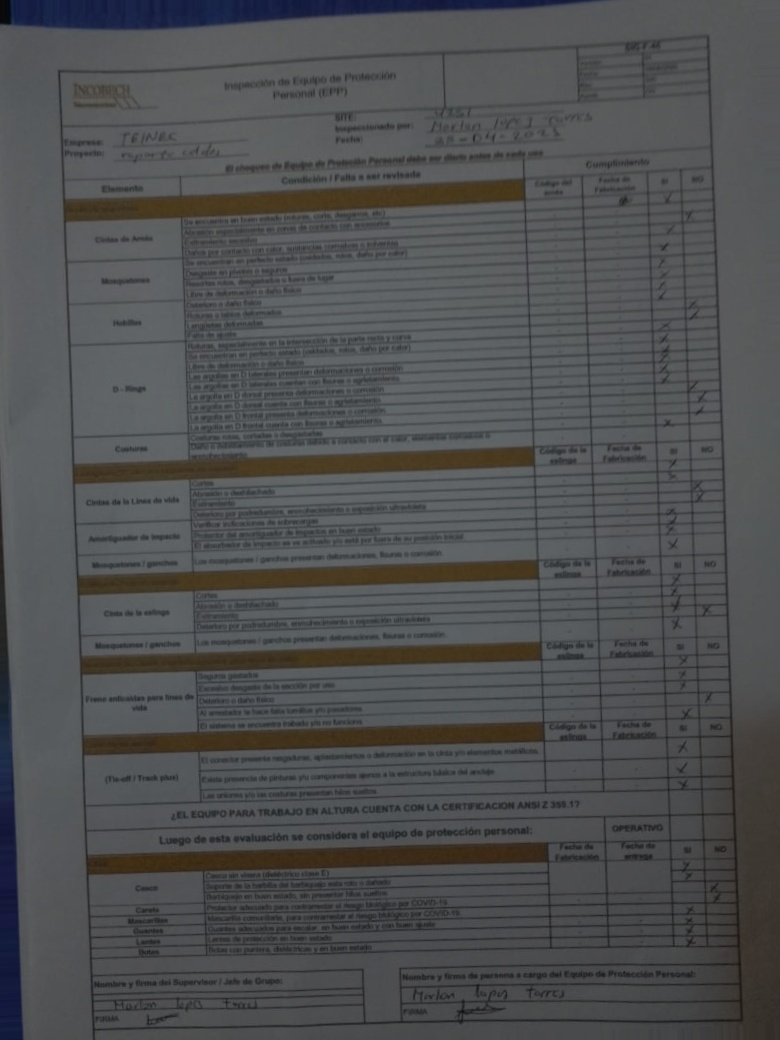 INCOBECH
Inspección de Equipo de Protección
Personal (EPP)
SITE:
Empresa: TEINEC
Inspeccionado por: Marlon lopez Torres
Proyecto:
Fecha:
El chequeo de Equipo de Protección Personal debe ser diario antes de cada uso
Elemento
Condición / Falta a ser revisada
Cumplimiento
Código del arnés
Fecha de Fabricación
SI
NO
Cintas de Arnés
Se encuentra en buen estado (roturas, corte, desgarros, etc)
Abrasión especialmente en zonas de contacto con accesorios
Estiramiento excesivo
Daños por contacto con calor, sustancias corrosivas o solventes
Mosquetones
Se encuentran en perfecto estado (soldados, rotos, daño por calor)
Desgaste en pivotes o seguros
Resortes rotos, desgastados o fuera de lugar
Libre de deformación o daño físico
Hebillas
Deterioro o daño físico
Roturas o lados deformados
Lengüetas deformadas
Falta de ajuste
D - Rings
Roturas, especialmente en la intersección de la parte recta y curva
Se encuentran en perfecto estado (soldados, rotos, daño por calor)
Libre de deformación o daño físico
Las argollas en D laterales presentan deformaciones o corrosión
Las argollas en D laterales cuentan con fisuras o agrietamiento
La argolla en D dorsal presenta deformaciones o corrosión
La argolla en D dorsal cuenta con fisuras o agrietamiento.
La argolla en D frontal presenta deformaciones o corrosión.
La argolla en D frontal cuenta con fisuras o agrietamiento.
Costuras
Costuras rotas, cortadas o desgastadas
Daño o debilitamiento de costuras debido a contacto con el calor, elementos corrosivos o enmohecimiento
Código de la eslinga
Fecha de Fabricación
SI
NO
Cintas de la Línea de vida
Cortes
Abrasión o deshilachado
Estiramiento
Deterioro por podredumbre, enmohecimiento o exposición ultravioleta
Amortiguador de impacto
Verificar indicaciones de sobrecargas
Protector del amortiguador de impactos en buen estado
El absorbedor de impacto es ve activado y/o está por fuera de su posición inicial.
Mosquetones / ganchos
Los mosquetones / ganchos presentan deformaciones, fisuras o corrosión
Código de la eslinga
Fecha de Fabricación
SI
NO
Cinta de la eslinga
Cortes
Abrasión o deshilachado
Estiramiento
Deterioro por podredumbre, enmohecimiento o exposición ultravioleta
Mosquetones / ganchos
Los mosquetones / ganchos presentan deformaciones, fisuras o corrosión.
Código de la eslinga
Fecha de Fabricación
SI
NO
Freno anticaídas para línea de vida
Seguros gastados
Excesivo desgaste de la sección por uso
Deterioro o daño físico
Al arrestador le hace falta tornillos y/o pasadores
El sistema se encuentra trabado y/o no funciona
Código de la eslinga
Fecha de Fabricación
SI
NO
(Tie-off / Track plus)
El conector presenta rasgaduras, aplastamientos o deformación en la cinta y/o elementos metálicos.
Existe presencia de pinturas y/o componentes ajenos a la estructura básica del anclaje
Las uniones y/o las costuras presentan hilos sueltos.
¿EL EQUIPO PARA TRABAJO EN ALTURA CUENTA CON LA CERTIFICACION ANSI Z 359.1?
Luego de esta evaluación se considera el equipo de protección personal:
OPERATIVO
Fecha de Fabricación
Fecha de entrega
SI
NO
Casco
Casco sin visera (dieléctrico clase E)
Soporte de la barbilla del barbiquejo esta roto o dañado
Barbiquejo en buen estado, sin presentar hilos sueltos.
Careta
Protector adecuado para contrarrestar el riesgo biológico por COVID-19.
Mascarillas
Mascarilla comunitaria, para contrarrestar el riesgo biológico por COVID-19.
Guantes
Guantes adecuados para escalar, en buen estado y con buen ajuste
Lentes
Lentes de protección en buen estado
Botas
Botas con puntera, dieléctricas y en buen estado
Nombre y firma del Supervisor / Jefe de Grupo:
Marlon lopez torres
FIRMA
Nombre y firma de persona a cargo del Equipo de Protección Personal:
Marlon lopez torres
FIRMA